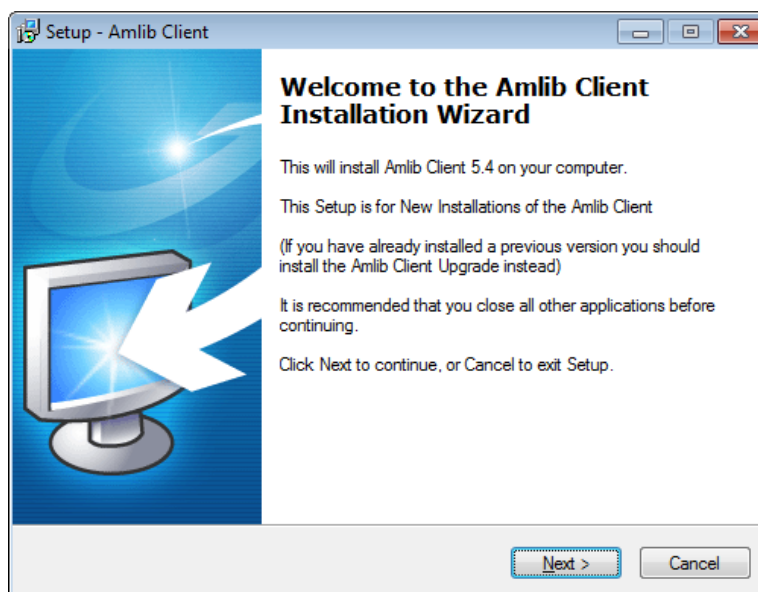 Setup - Amlib Client
Welcome to the Amlib Client
Installation Wizard
This will install Amlib Client 5.4 on your computer.
This Setup is for New Installations of the Amlib Client
(If you have already installed a previous version you should
install the Amlib Client Upgrade instead)
It is recommended that you close all other applications before
continuing.
Click Next to continue, or Cancel to exit Setup.
Next >
Cancel